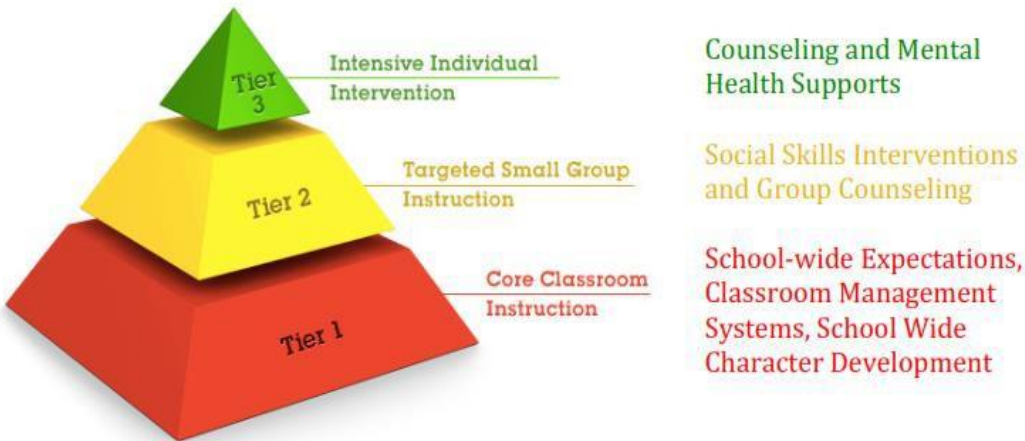 Tier
3
Intensive Individual
Intervention
Counseling and Mental
Health Supports
Tier 2
Targeted Small Group
Instruction
Social Skills Interventions
and Group Counseling
Tier 1
Core Classroom
Instruction
School-wide Expectations,
Classroom Management
Systems, School Wide
Character Development